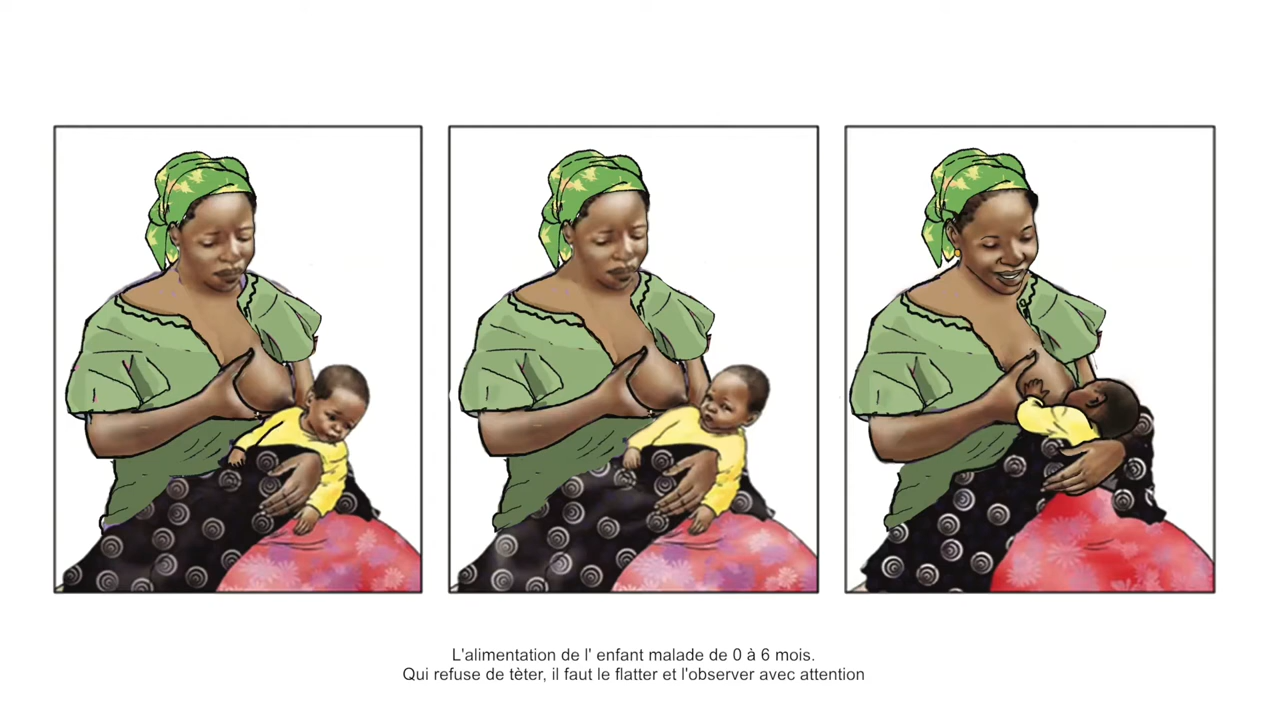 L'alimentation de l' enfant malade de 0 à 6 mois.
Qui refuse de tèter, il faut le flatter et l'observer avec attention